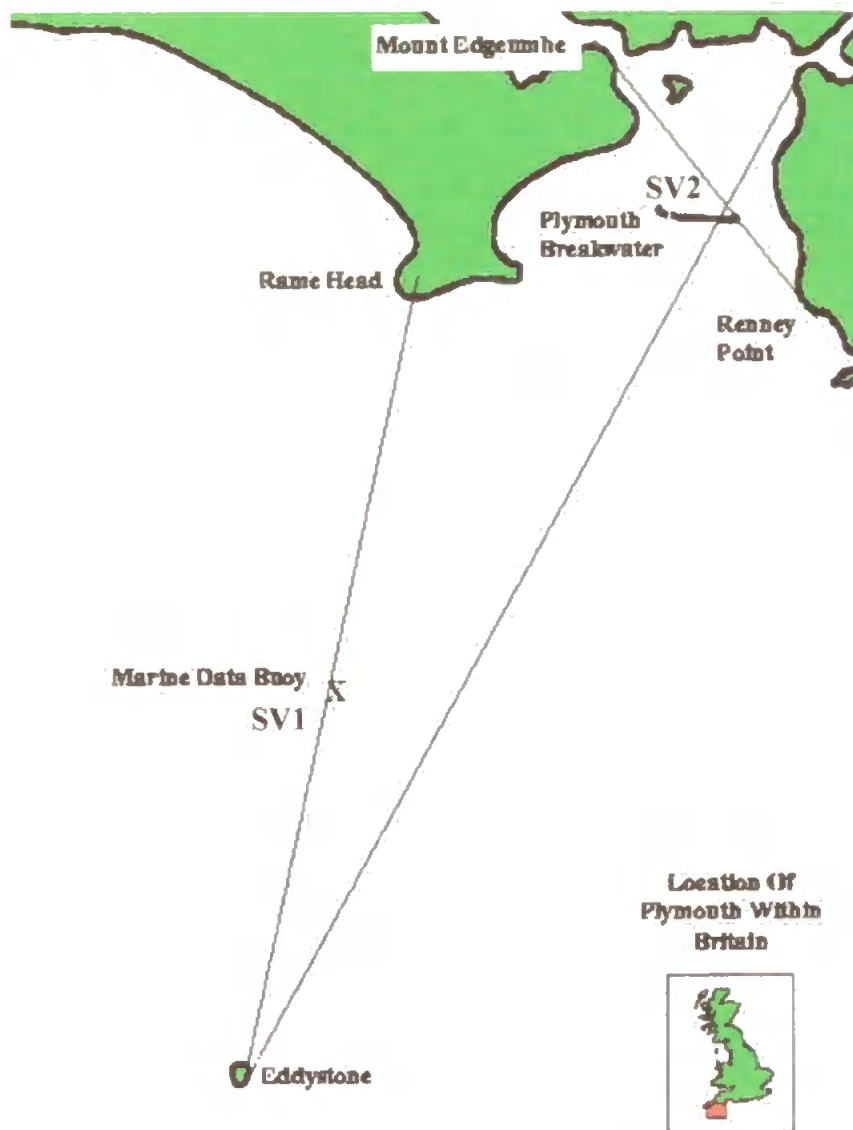 Mount Edgcumbe
SV2
Plymouth
Breakwater
Rame Head
Renney
Point
Marine Data Buoy
X
SV1
Location Of
Plymouth Within
Britain
Eddystone